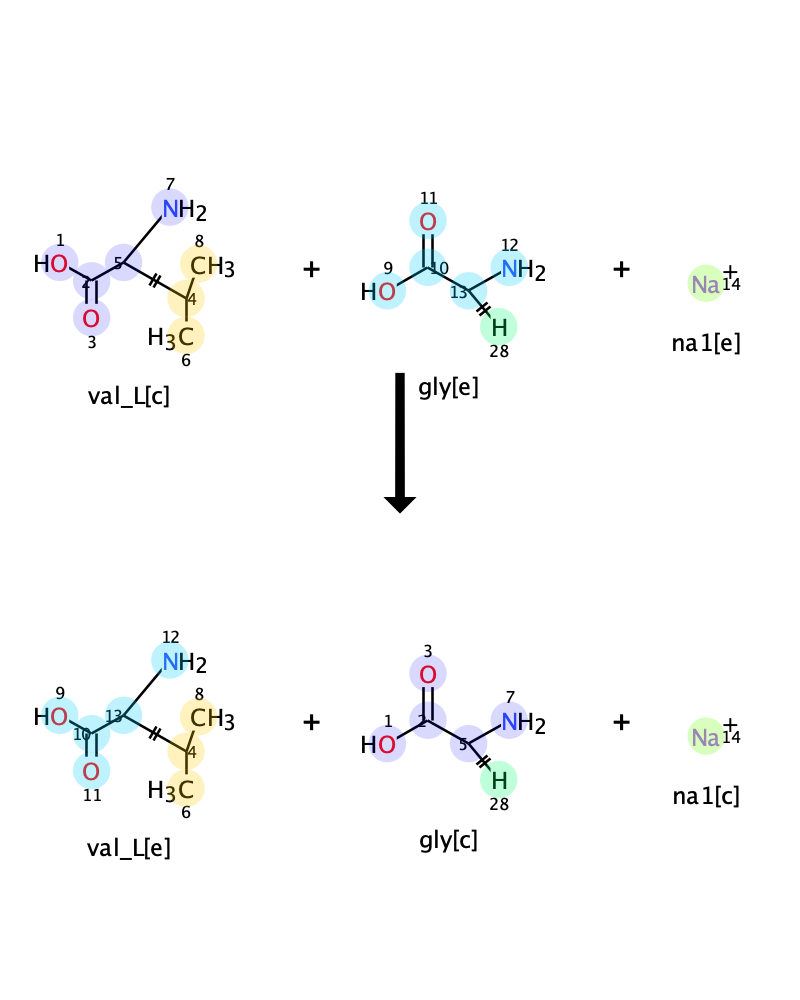 7
NH2
1
HO
2
5
8
CH3
4
O
3
H3C
6
val_L[c]
+
11
O
9
HO
10
13
12
NH2
H
28
gly[e]
+
Na+
14
na1[e]
12
NH2
9
HO
10
13
8
CH3
4
O
11
H3C
6
val_L[e]
+
3
O
1
HO
2
5
7
NH2
H
28
gly[c]
+
Na+
14
na1[c]